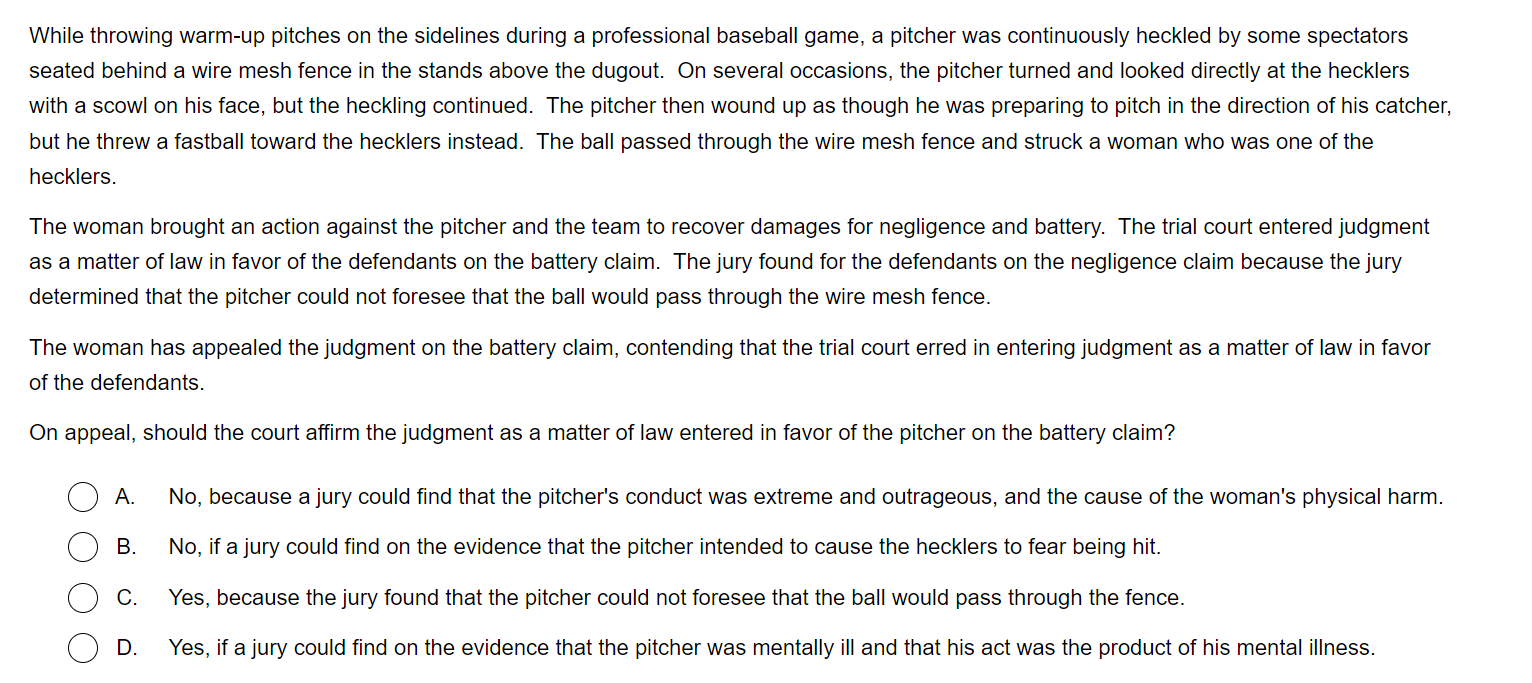 While throwing warm-up pitches on the sidelines during a professional baseball game, a pitcher was continuously heckled by some spectators
seated behind a wire mesh fence in the stands above the dugout.  On several occasions, the pitcher turned and looked directly at the hecklers
with a scowl on his face, but the heckling continued.  The pitcher then wound up as though he was preparing to pitch in the direction of his catcher,
but he threw a fastball toward the hecklers instead.  The ball passed through the wire mesh fence and struck a woman who was one of the
hecklers.
The woman brought an action against the pitcher and the team to recover damages for negligence and battery.  The trial court entered judgment
as a matter of law in favor of the defendants on the battery claim.  The jury found for the defendants on the negligence claim because the jury
determined that the pitcher could not foresee that the ball would pass through the wire mesh fence.
The woman has appealed the judgment on the battery claim, contending that the trial court erred in entering judgment as a matter of law in favor
of the defendants.
On appeal, should the court affirm the judgment as a matter of law entered in favor of the pitcher on the battery claim?
A. No, because a jury could find that the pitcher's conduct was extreme and outrageous, and the cause of the woman's physical harm.
B. No, if a jury could find on the evidence that the pitcher intended to cause the hecklers to fear being hit.
C. Yes, because the jury found that the pitcher could not foresee that the ball would pass through the fence.
D. Yes, if a jury could find on the evidence that the pitcher was mentally ill and that his act was the product of his mental illness.